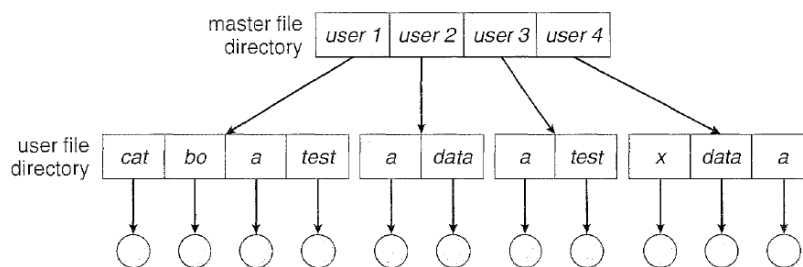 master file
directory
user 1 user 2 user 3 user 4
user file
directory
cat bo a test a data a test x data a